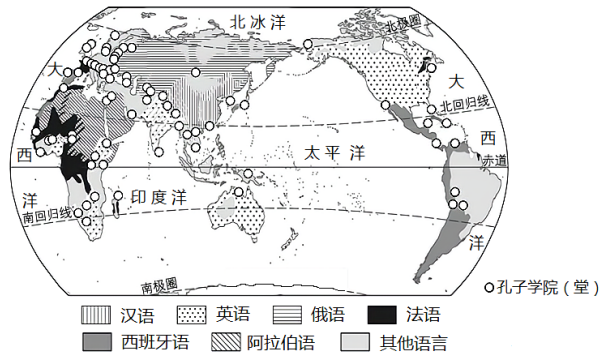 北冰洋
北极圈
大
大
北回归线
西
太平洋
西
赤道
印度洋
洋
南回归线
洋
南极圈
孔子学院（堂）
汉语
英语
俄语
法语
西班牙语
阿拉伯语
其他语言